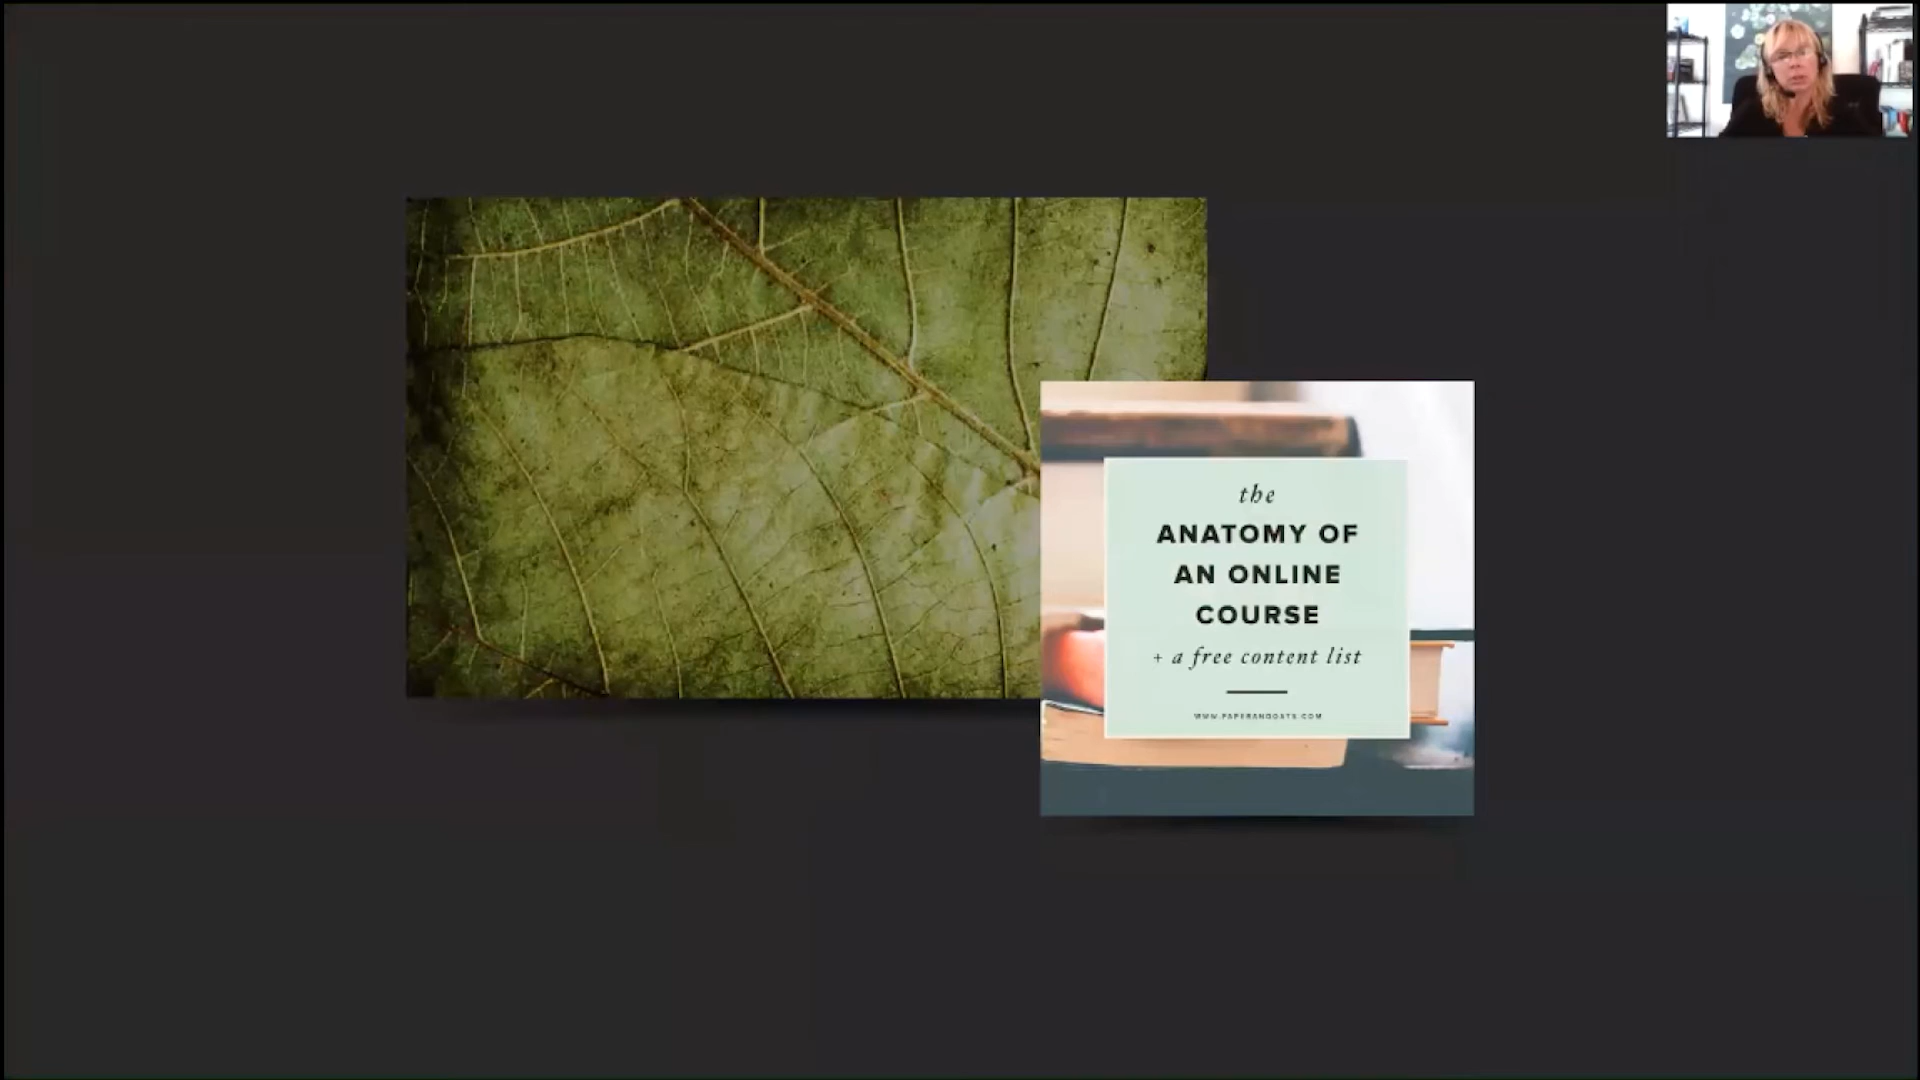 the
ANATOMY OF
AN ONLINE
COURSE
+ a free content list
WWW.PAPERANDOATS.COM